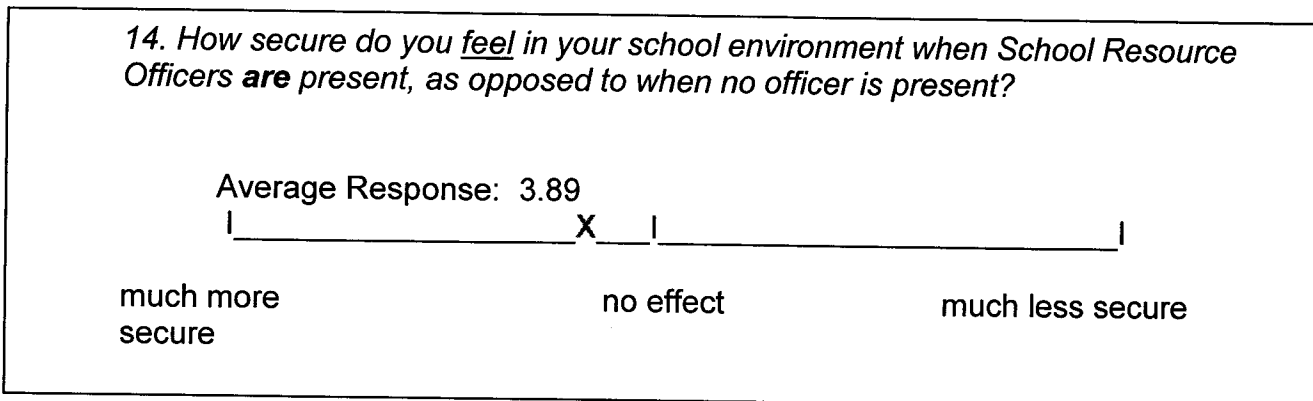 14. How secure do you feel in your school environment when School Resource
Officers are present, as opposed to when no officer is present?
Average Response: 3.89
I____________________X___I___________________________I
much more no effect much less secure
secure